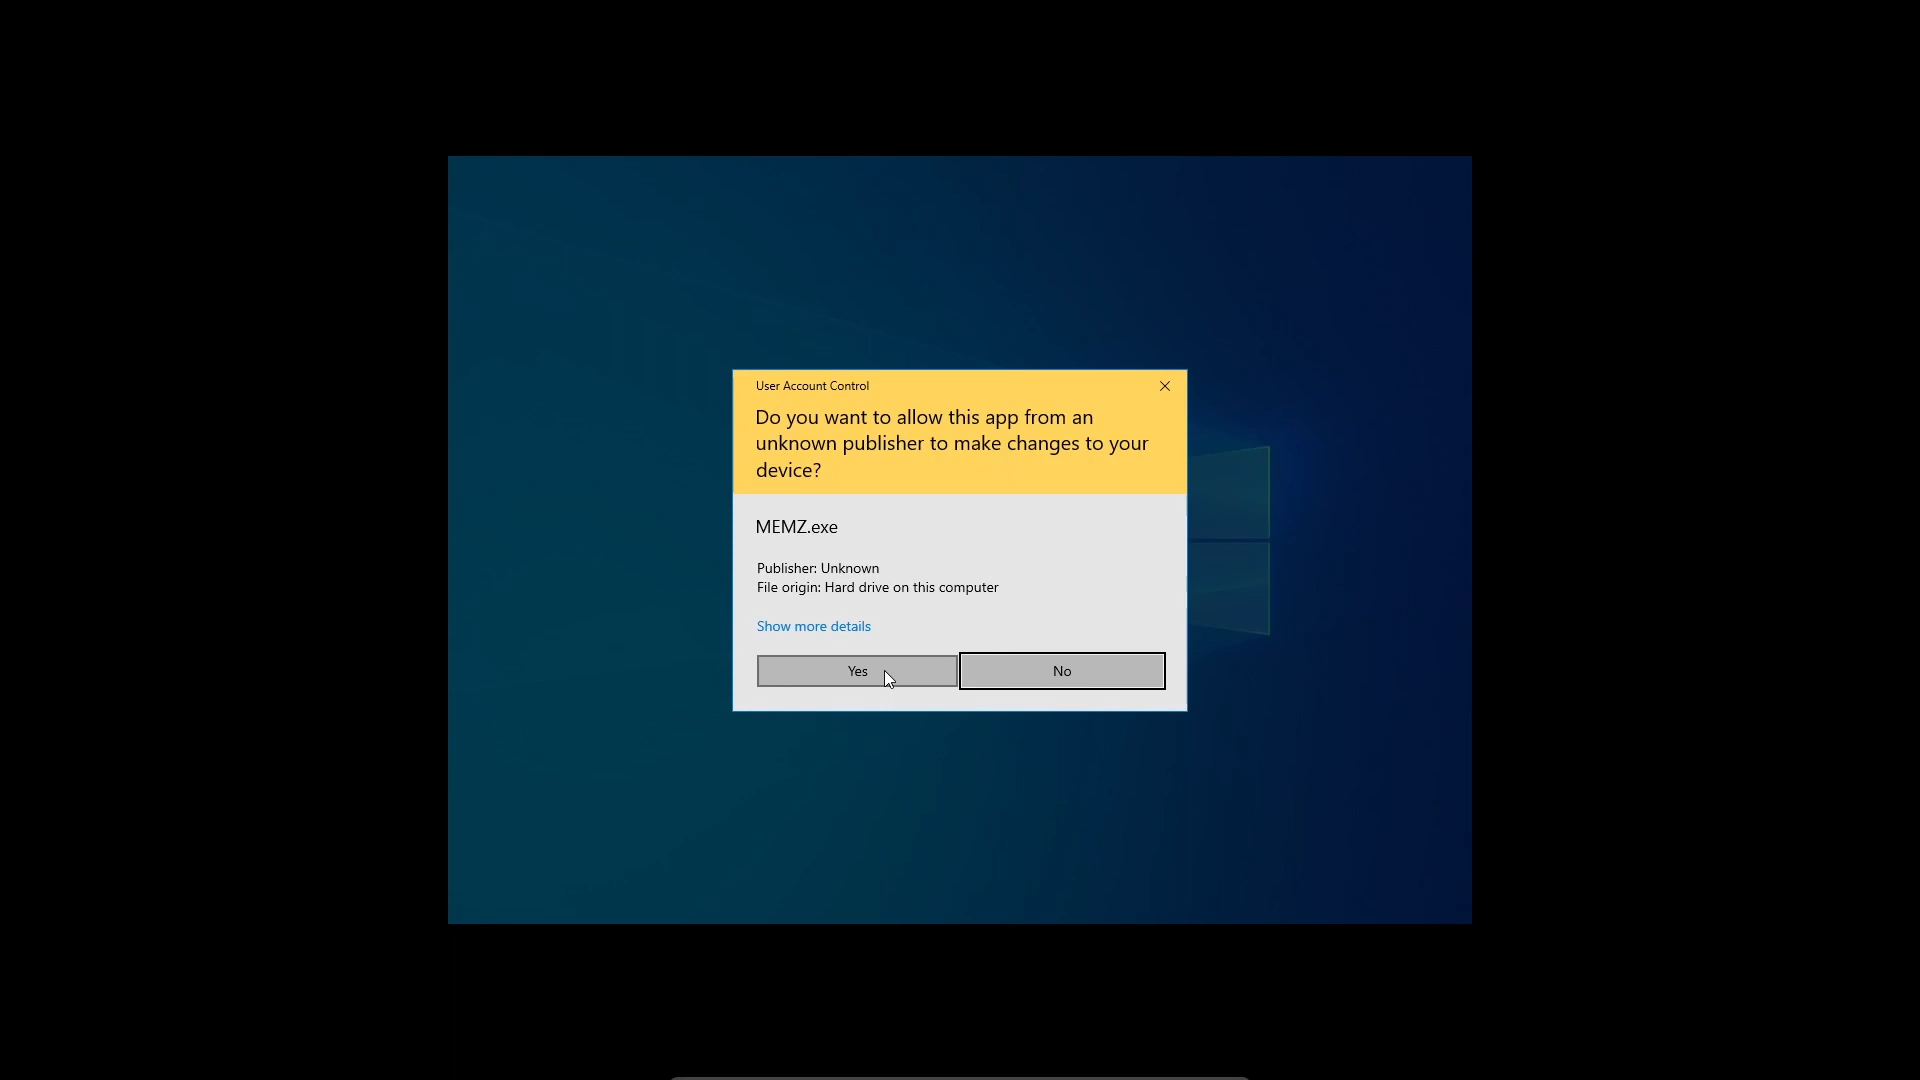 User Account Control
Do you want to allow this app from an
unknown publisher to make changes to your
device?
MEMZ.exe
Publisher: Unknown
File origin: Hard drive on this computer
Show more details
Yes
No